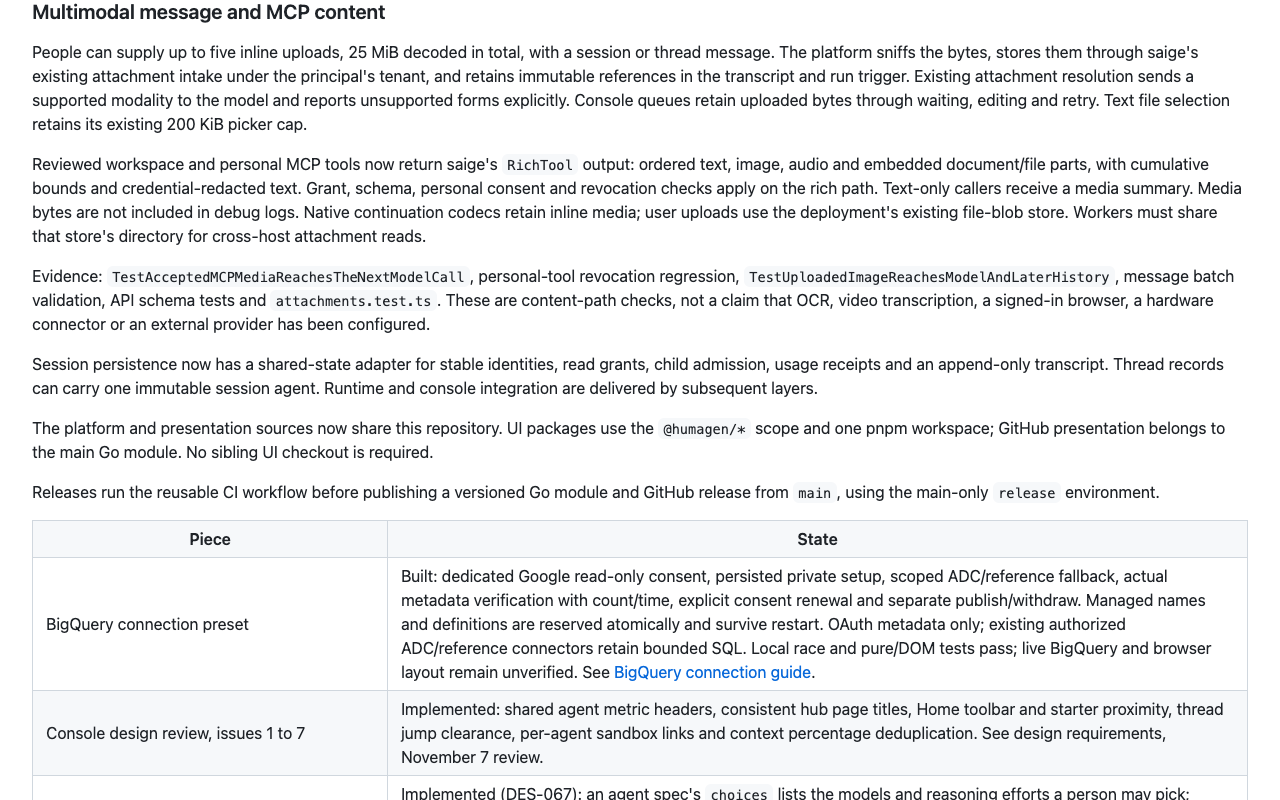 Multimodal message and MCP content
People can supply up to five inline uploads, 25 MiB decoded in total, with a session or thread message. The platform sniffs the bytes, stores them through saige's
existing attachment intake under the principal's tenant, and retains immutable references in the transcript and run trigger. Existing attachment resolution sends a
supported modality to the model and reports unsupported forms explicitly. Console queues retain uploaded bytes through waiting, editing and retry. Text file selection
retains its existing 200 KiB picker cap.
Reviewed workspace and personal MCP tools now return saige's RichTool output: ordered text, image, audio and embedded document/file parts, with cumulative
bounds and credential-redacted text. Grant, schema, personal consent and revocation checks apply on the rich path. Text-only callers receive a media summary. Media
bytes are not included in debug logs. Native continuation codecs retain inline media; user uploads use the deployment's existing file-blob store. Workers must share
that store's directory for cross-host attachment reads.
Evidence: TestAcceptedMCPMediaReachesTheNextModelCall, personal-tool revocation regression, TestUploadedImageReachesModelAndLaterHistory, message batch
validation, API schema tests and attachments.test.ts. These are content-path checks, not a claim that OCR, video transcription, a signed-in browser, a hardware
connector or an external provider has been configured.
Session persistence now has a shared-state adapter for stable identities, read grants, child admission, usage receipts and an append-only transcript. Thread records
can carry one immutable session agent. Runtime and console integration are delivered by subsequent layers.
The platform and presentation sources now share this repository. UI packages use the @humagen/* scope and one pnpm workspace; GitHub presentation belongs to
the main Go module. No sibling UI checkout is required.
Releases run the reusable CI workflow before publishing a versioned Go module and GitHub release from main, using the main-only release environment.
Piece
State
BigQuery connection preset
Built: dedicated Google read-only consent, persisted private setup, scoped ADC/reference fallback, actual
metadata verification with count/time, explicit consent renewal and separate publish/withdraw. Managed names
and definitions are reserved atomically and survive restart. OAuth metadata only; existing authorized
ADC/reference connectors retain bounded SQL. Local race and pure/DOM tests pass; live BigQuery and browser
layout remain unverified. See BigQuery connection guide.
Console design review, issues 1 to 7
Implemented: shared agent metric headers, consistent hub page titles, Home toolbar and starter proximity, thread
jump clearance, per-agent sandbox links and context percentage deduplication. See design requirements,
November 7 review.
Implemented (DES-067): an agent spec's choices lists the models and reasoning efforts a person may pick;